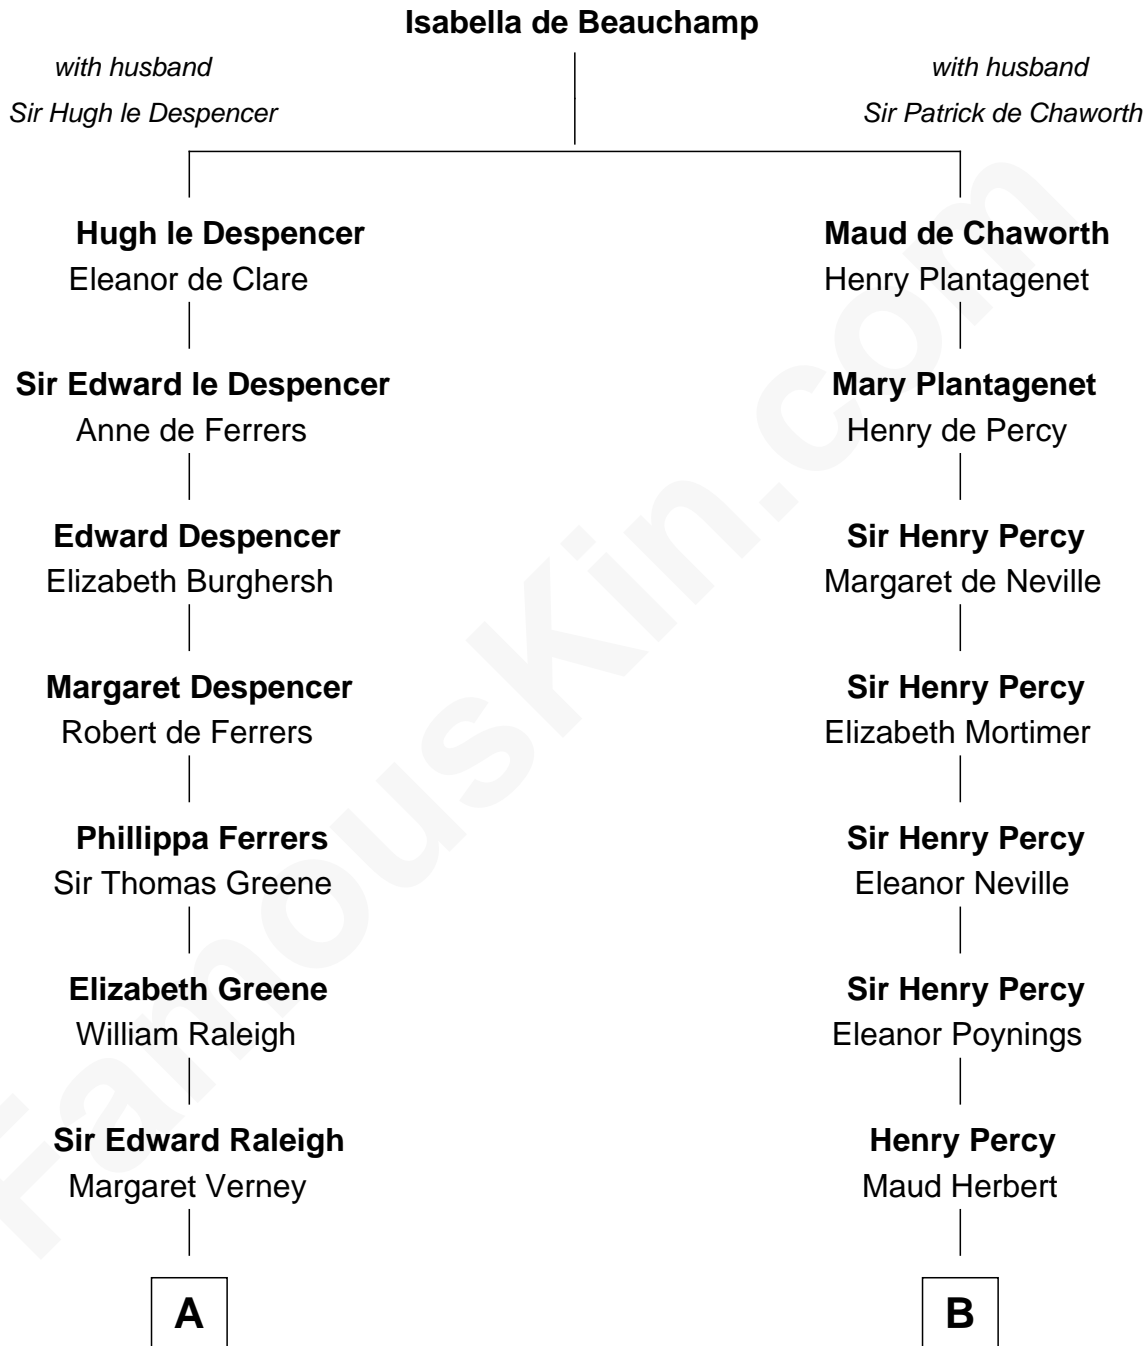 Isabella de Beauchamp
with husband
Sir Hugh le Despencer
with husband
Sir Patrick de Chaworth
Hugh le Despencer
Eleanor de Clare
Maud de Chaworth
Henry Plantagenet
Sir Edward le Despencer
Anne de Ferrers
Mary Plantagenet
Henry de Percy
Edward Despencer
Elizabeth Burghersh
Sir Henry Percy
Margaret de Neville
Margaret Despencer
Robert de Ferrers
Sir Henry Percy
Elizabeth Mortimer
Phillippa Ferrers
Sir Thomas Greene
Sir Henry Percy
Eleanor Neville
Elizabeth Greene
William Raleigh
Sir Henry Percy
Eleanor Poynings
Sir Edward Raleigh
Margaret Verney
Henry Percy
Maud Herbert
A
B
FamousKin.com